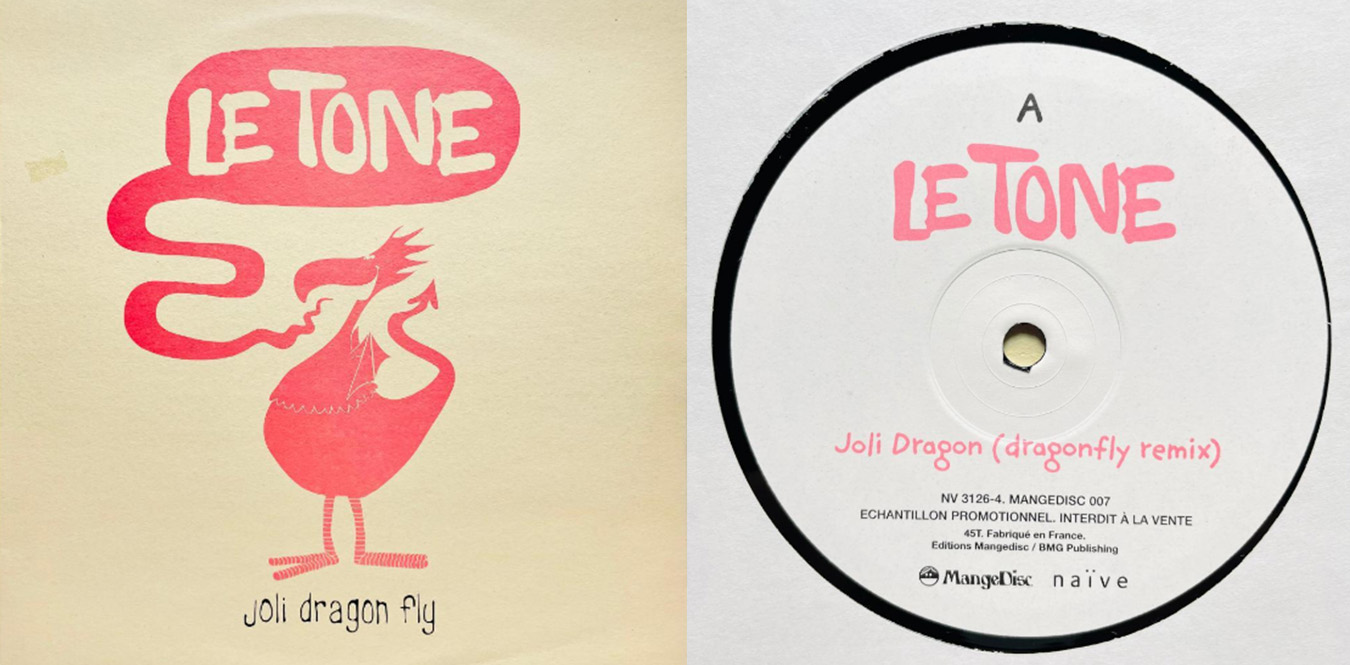 LE TONE
joli dragon fly
A
LE TONE
Joli Dragon (dragonfly remix)
NV 3126-4. MANGEDISC 007
ECHANTILLON PROMOTIONNEL. INTERDIT À LA VENTE
45T. Fabriqué en France.
Editions Mangedisc / BMG Publishing
MangeDisc naïve